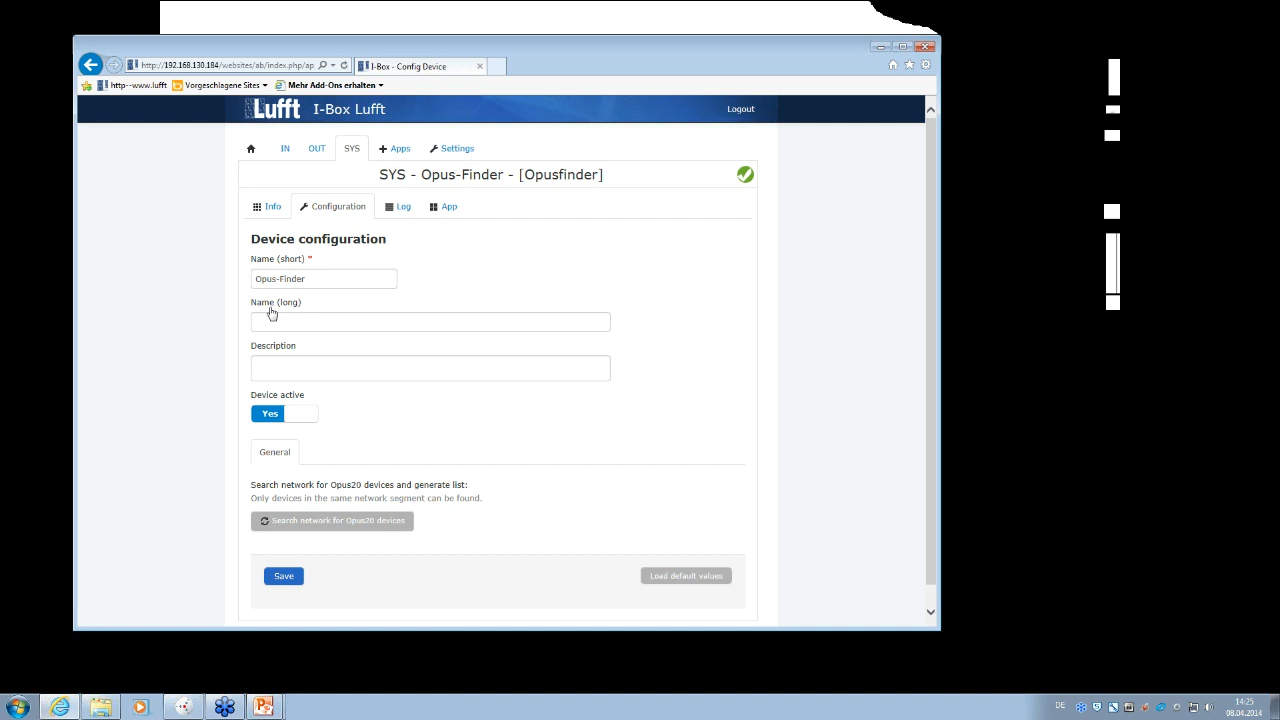 http://192.168.130.184/websites/ab/index.php/ap
I-Box - Config Device
http--www.lufft
Vorgeschlagene Sites
Mehr Add-Ons erhalten
Lufft I-Box Lufft
Logout
IN OUT SYS Apps Settings
SYS - Opus-Finder - [Opusfinder]
Info Configuration Log App
Device configuration
Name (short) *
Opus-Finder
Name (long)
Description
Device active
Yes
General
Search network for Opus20 devices and generate list:
Only devices in the same network segment can be found.
Search network for Opus20 devices
Save
Load default values
DE
14:25
08.04.2014